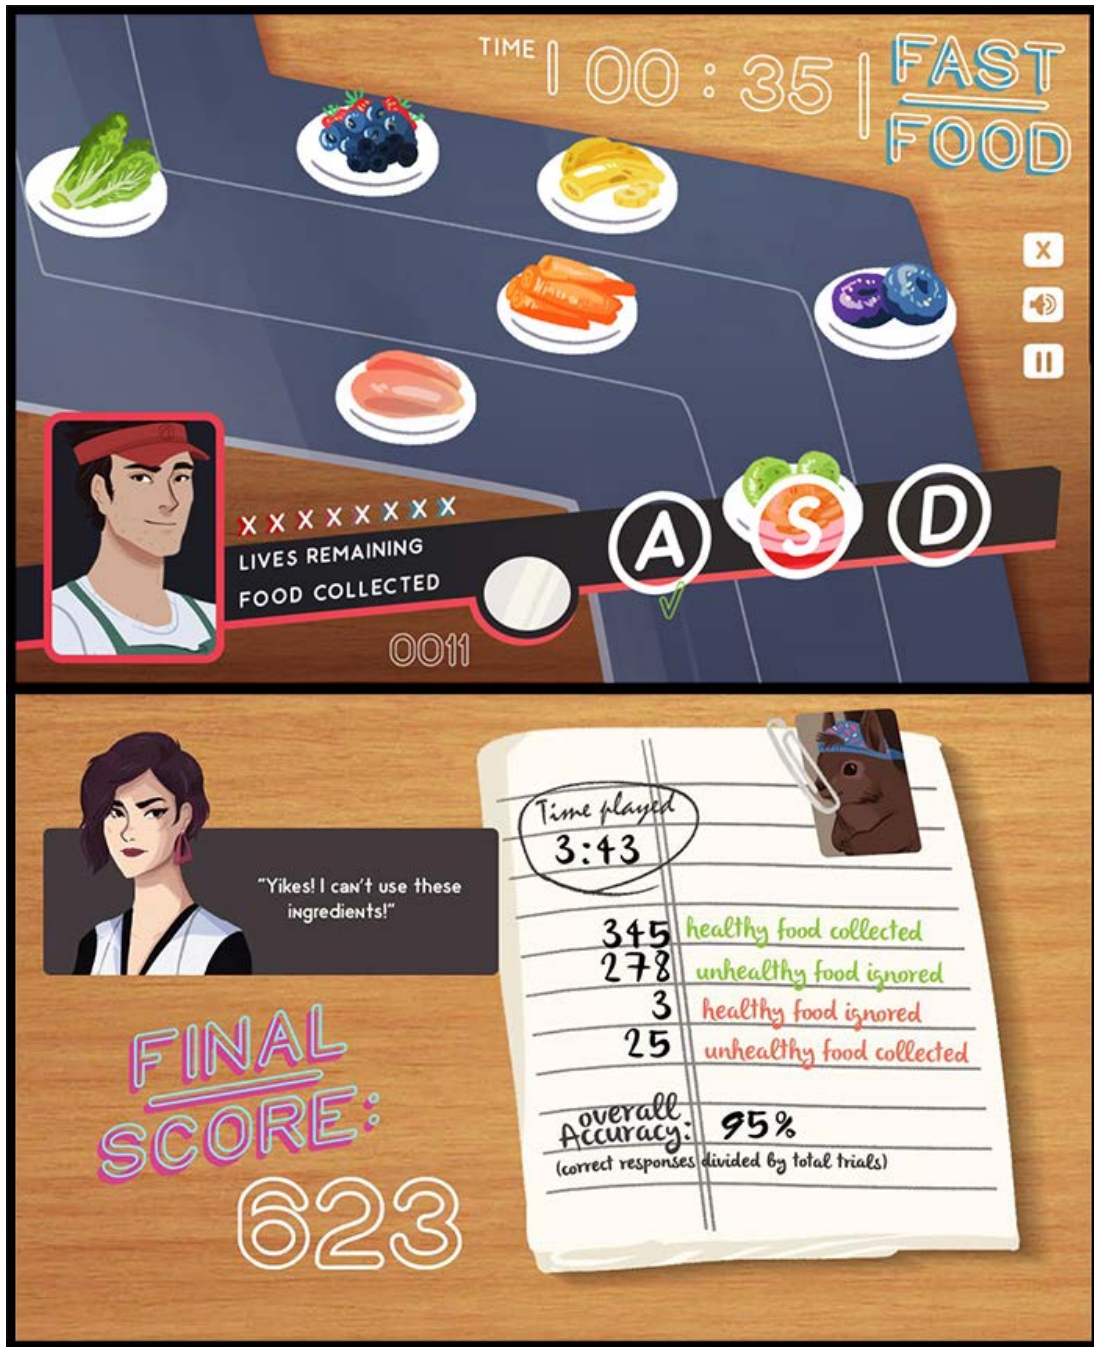 TIME 00 : 35
FAST
FOOD
X
X X X X X X X X
LIVES REMAINING
FOOD COLLECTED
0011
A
S
D
"Yikes! I can't use these
ingredients!"
FINAL
SCORE:
623
Time played
3:43
345 healthy food collected
278 unhealthy food ignored
3 healthy food ignored
25 unhealthy food collected
overall
Accuracy: 95%
(correct responses divided by total trials)